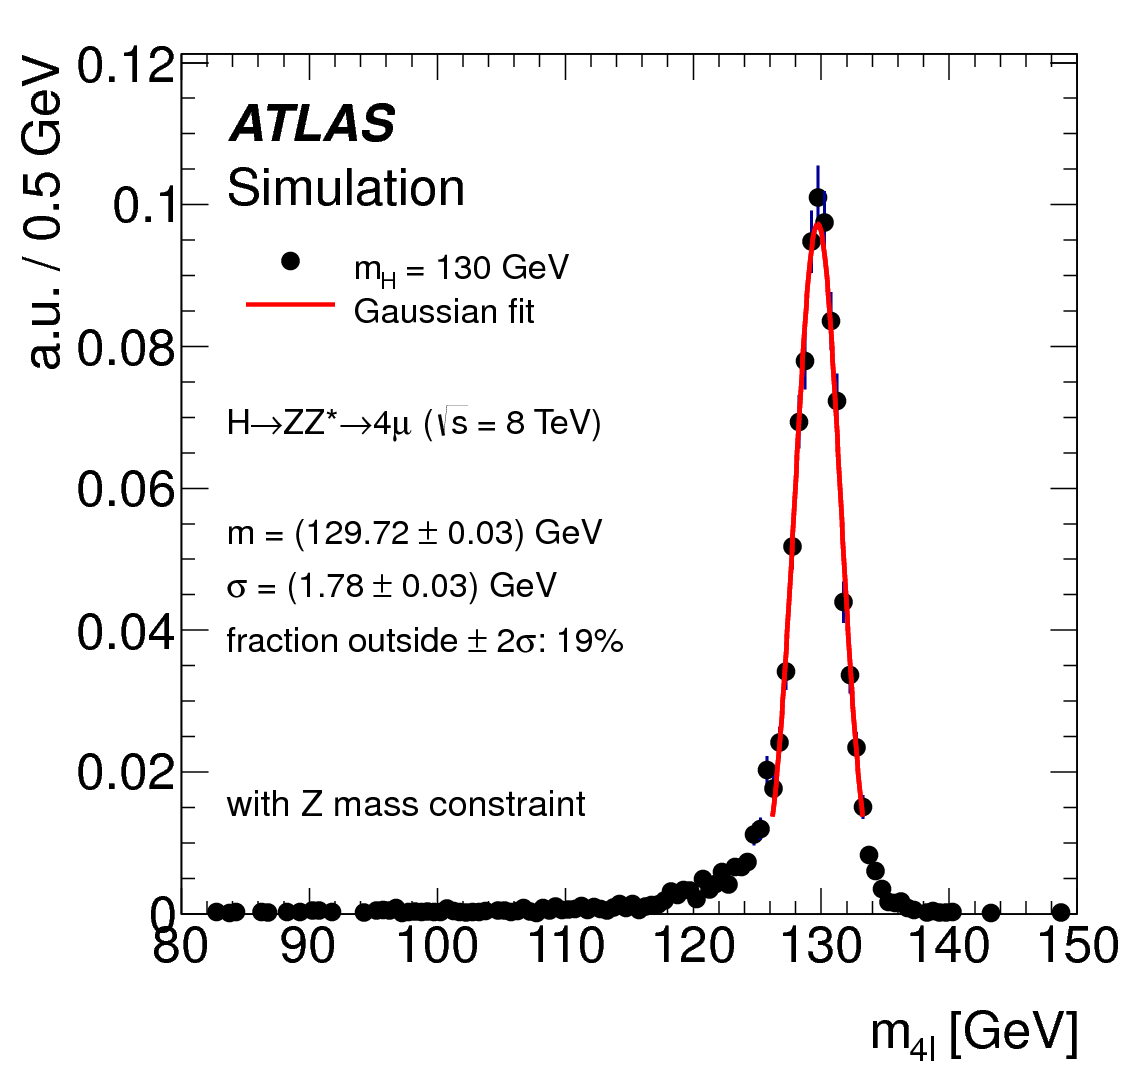 a.u. / 0.5 GeV
0.12
0.1
0.08
0.06
0.04
0.02
0
ATLAS
Simulation
m_H = 130 GeV
Gaussian fit
H→ZZ*→4μ (√s = 8 TeV)
m = (129.72 ± 0.03) GeV
σ = (1.78 ± 0.03) GeV
fraction outside ± 2σ: 19%
with Z mass constraint
80 90 100 110 120 130 140 150
m_4l [GeV]